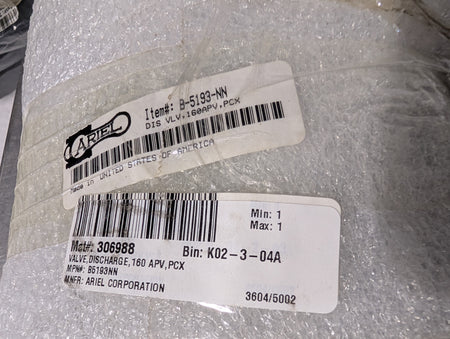 ARIEL
Item#: B-5193-NN
DIS VLV,160APV,PCX
Made in UNITED STATES OF AMERICA
Min: 1
Max: 1
Mat#: 306988
Bin: K02-3-04A
VALVE,DISCHARGE,160 APV,PCX
MPN#: B5193NN
MNFR: ARIEL CORPORATION
3604/5002